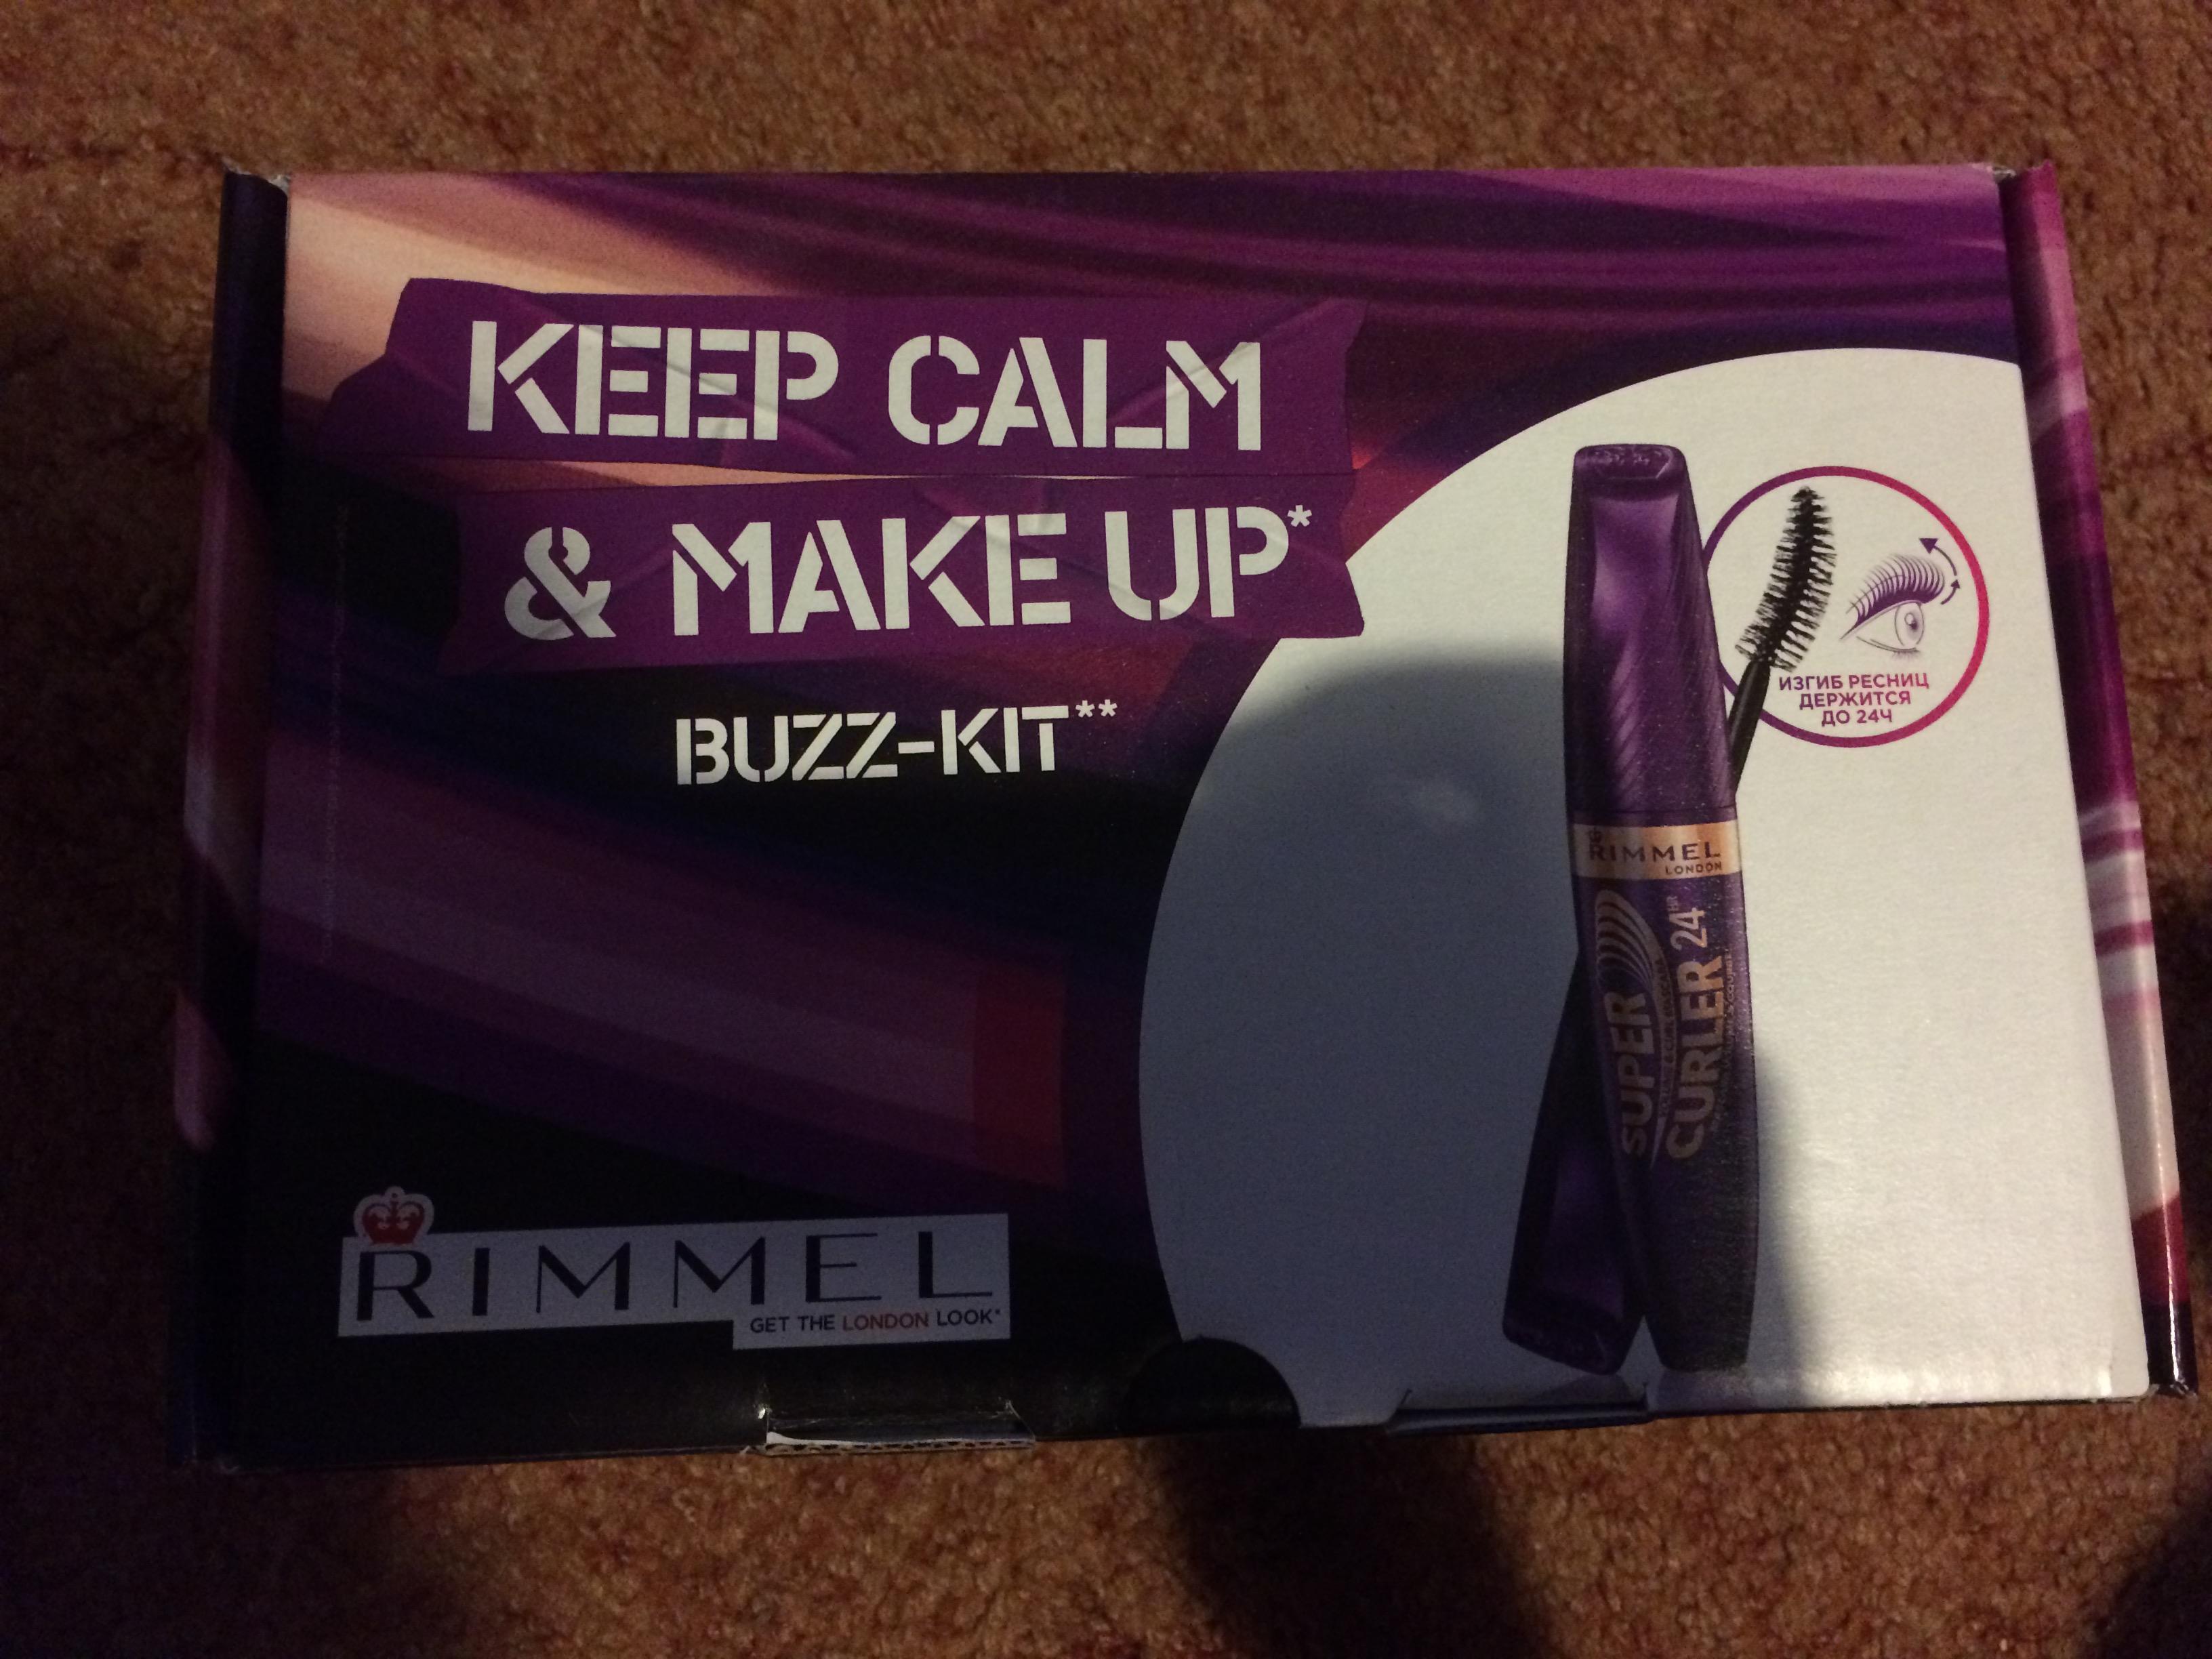 KEEP CALM
& MAKE UP*
BUZZ-KIT**
ИЗГИБ РЕСНИЦ
ДЕРЖИТСЯ
ДО 24Ч
RIMMEL
LONDON
SUPER
CURLER 24HR
RIMMEL
GET THE LONDON LOOK*